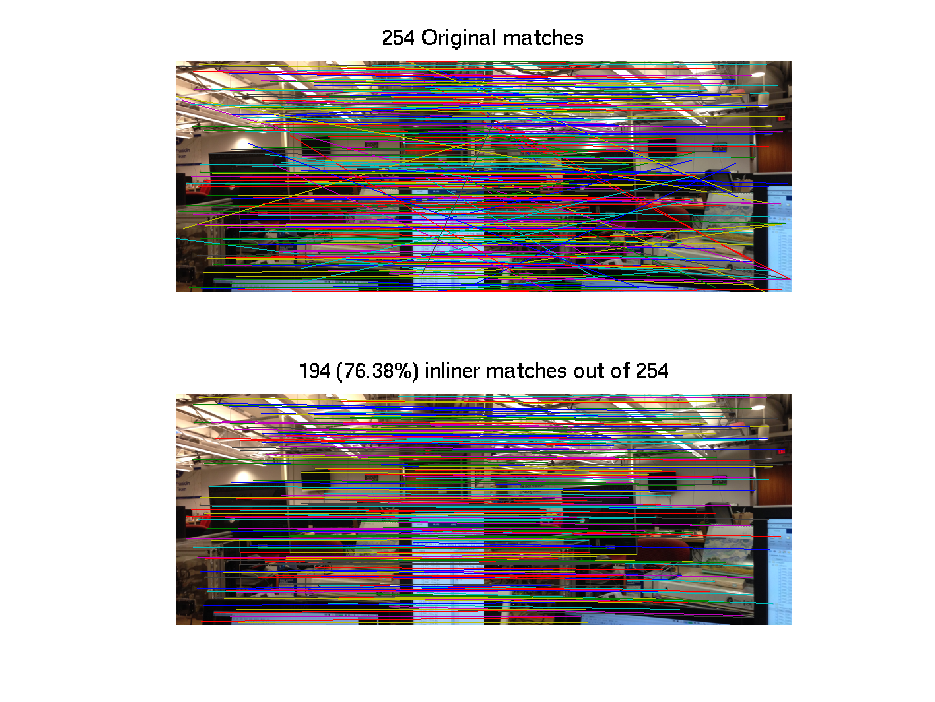 254 Original matches
194 (76.38%) inliner matches out of 254